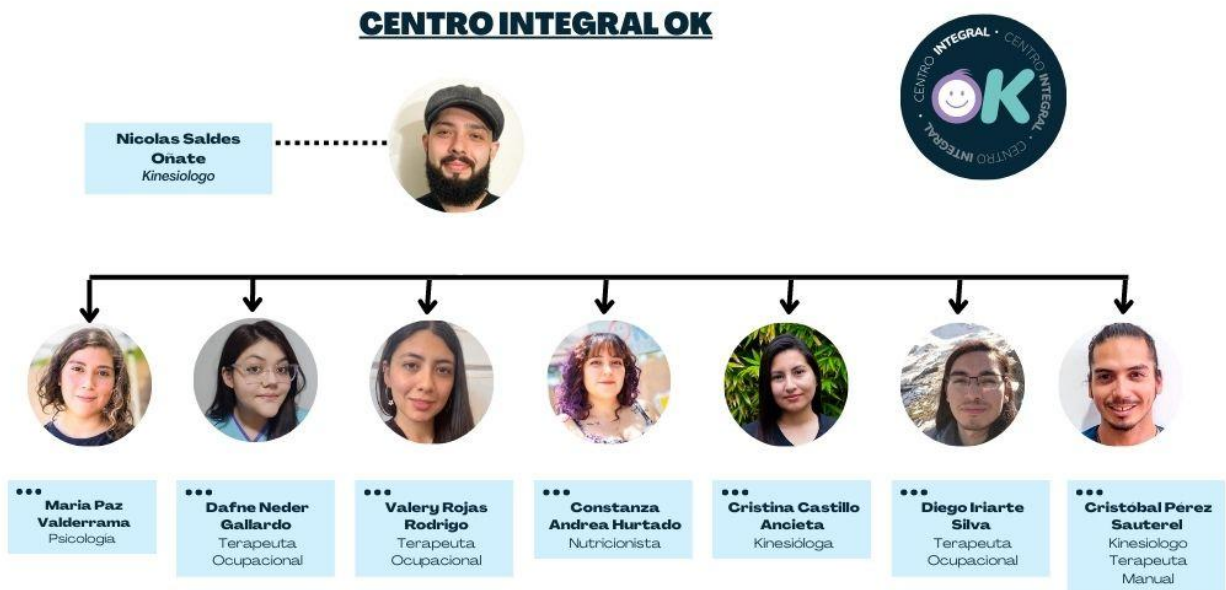 CENTRO INTEGRAL OK
CENTRO INTEGRAL • CENTRO INTEGRAL • CENTRO INTEGRAL •
OK
Nicolas Saldes
Oñate
Kinesiologo
Maria Paz
Valderrama
Psicologia
Dafne Neder
Gallardo
Terapeuta
Ocupacional
Valery Rojas
Rodrigo
Terapeuta
Ocupacional
Constanza
Andrea Hurtado
Nutricionista
Cristina Castillo
Ancieta
Kinesióloga
Diego Iriarte
Silva
Terapeuta
Ocupacional
Cristóbal Pérez
Sauterel
Kinesiologo
Terapeuta
Manual